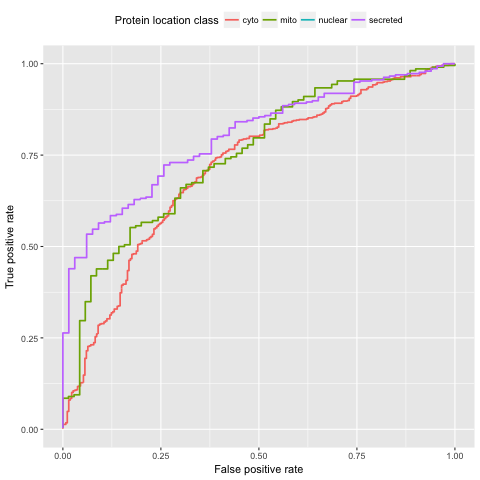 Protein location class cyto mito nuclear secreted
1.00
0.75
0.50
0.25
0.00
True positive rate
0.00 0.25 0.50 0.75 1.00
False positive rate